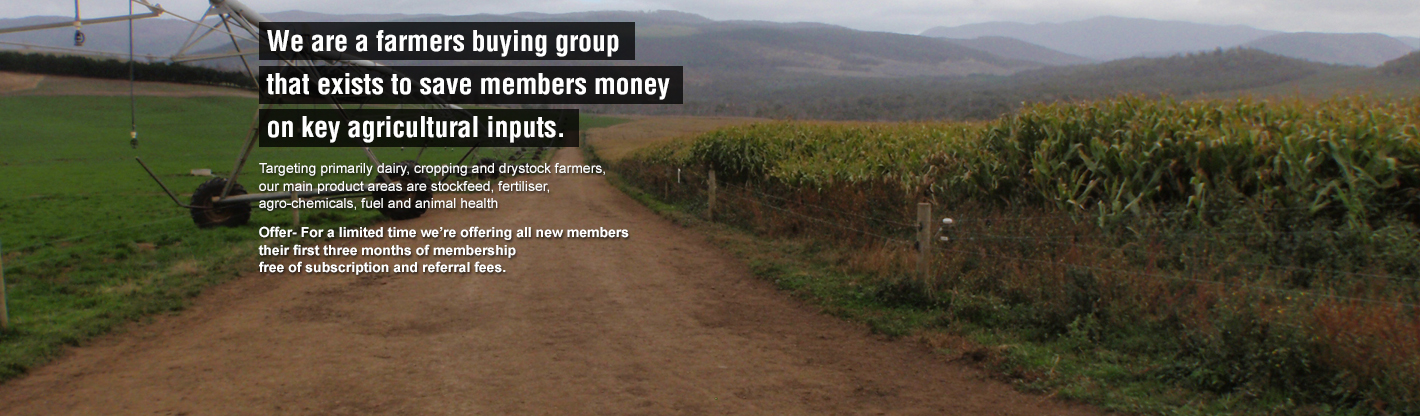 We are a farmers buying group
that exists to save members money
on key agricultural inputs.
Targeting primarily dairy, cropping and drystock farmers,
our main product areas are stockfeed, fertiliser,
agro-chemicals, fuel and animal health
Offer- For a limited time we're offering all new members
their first three months of membership
free of subscription and referral fees.